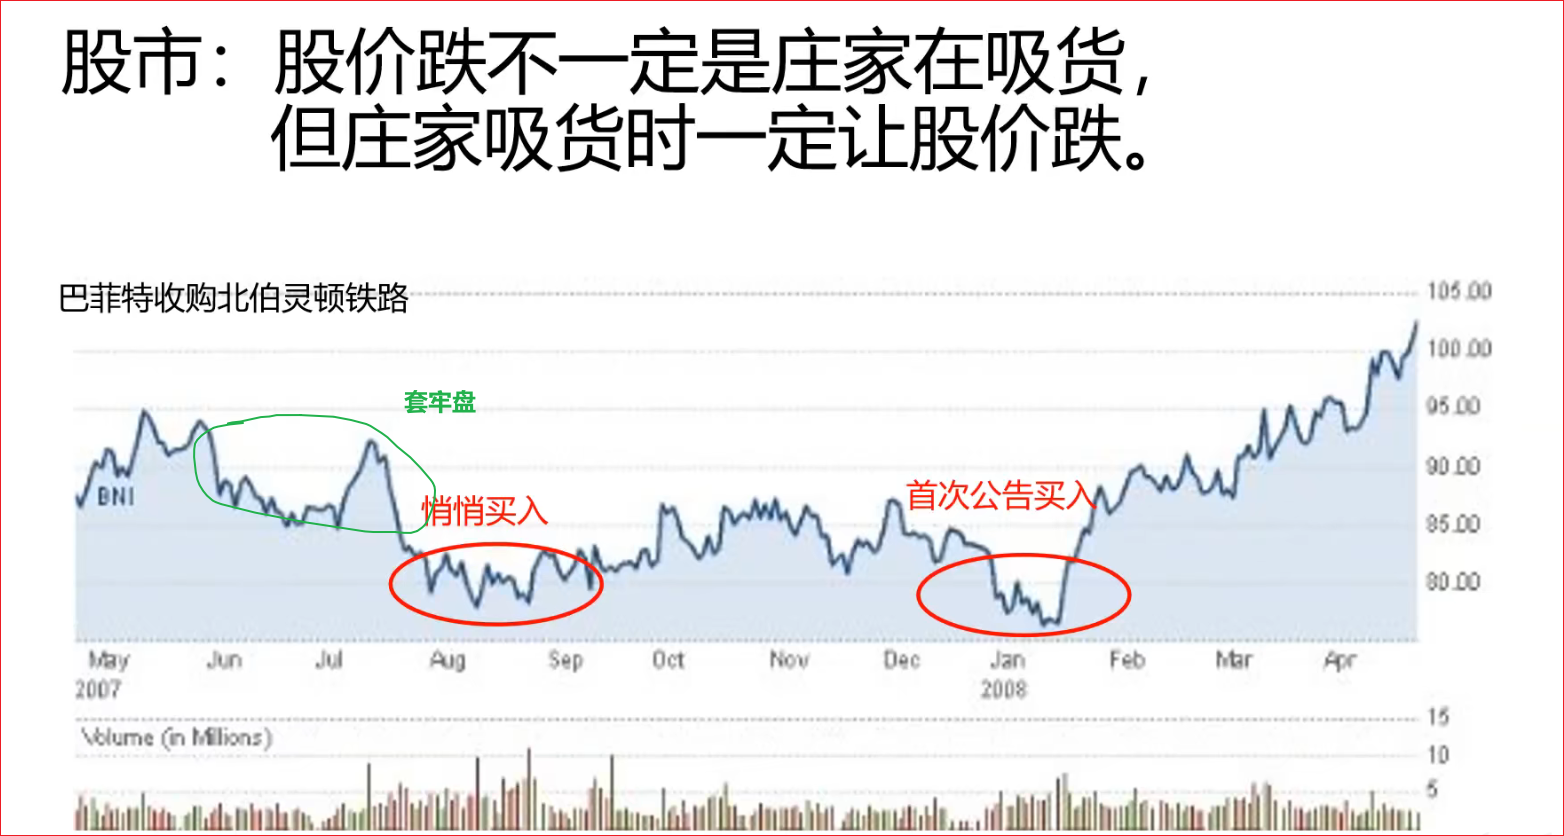 股市：股价跌不一定是庄家在吸货，
但庄家吸货时一定让股价跌。
巴菲特收购北伯灵顿铁路
105.00
100.00
套牢盘
95.00
90.00
BNI
悄悄买入
首次公告买入
85.00
80.00
May Jun Jul Aug Sep Oct Nov Dec Jan Feb Mar Apr
2007 2008
15
Volume (in Millions)
10
5